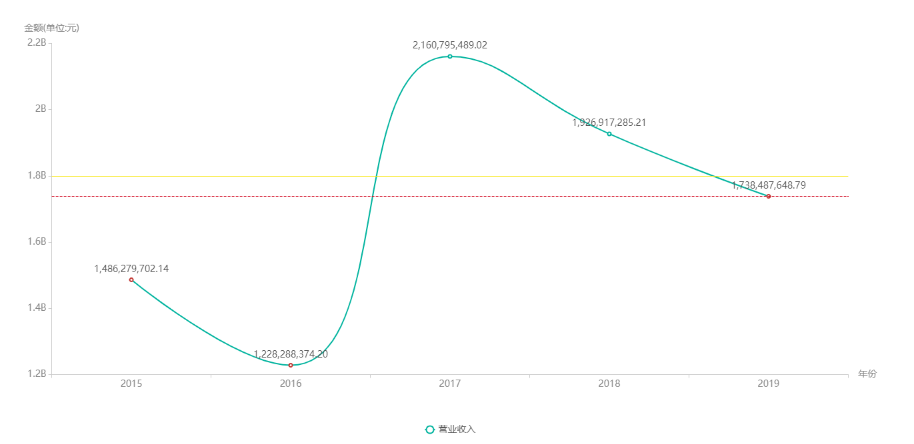 金额(单位:元)
2.2B
2,160,795,489.02
2B
1,926,917,285.21
1.8B
1,738,487,648.79
1.6B
1,486,279,702.14
1.4B
1,228,288,374.20
1.2B
2015 2016 2017 2018 2019 年份
营业收入